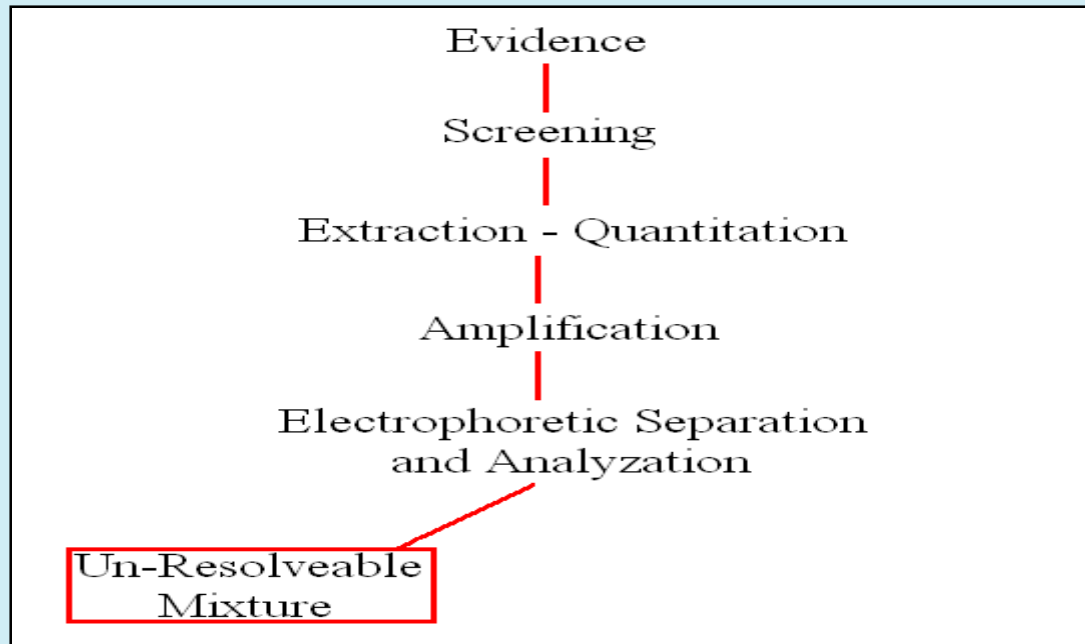 Evidence
Screening
Extraction - Quantitation
Amplification
Electrophoretic Separation
and Analyzation
Un-Resolveable
Mixture